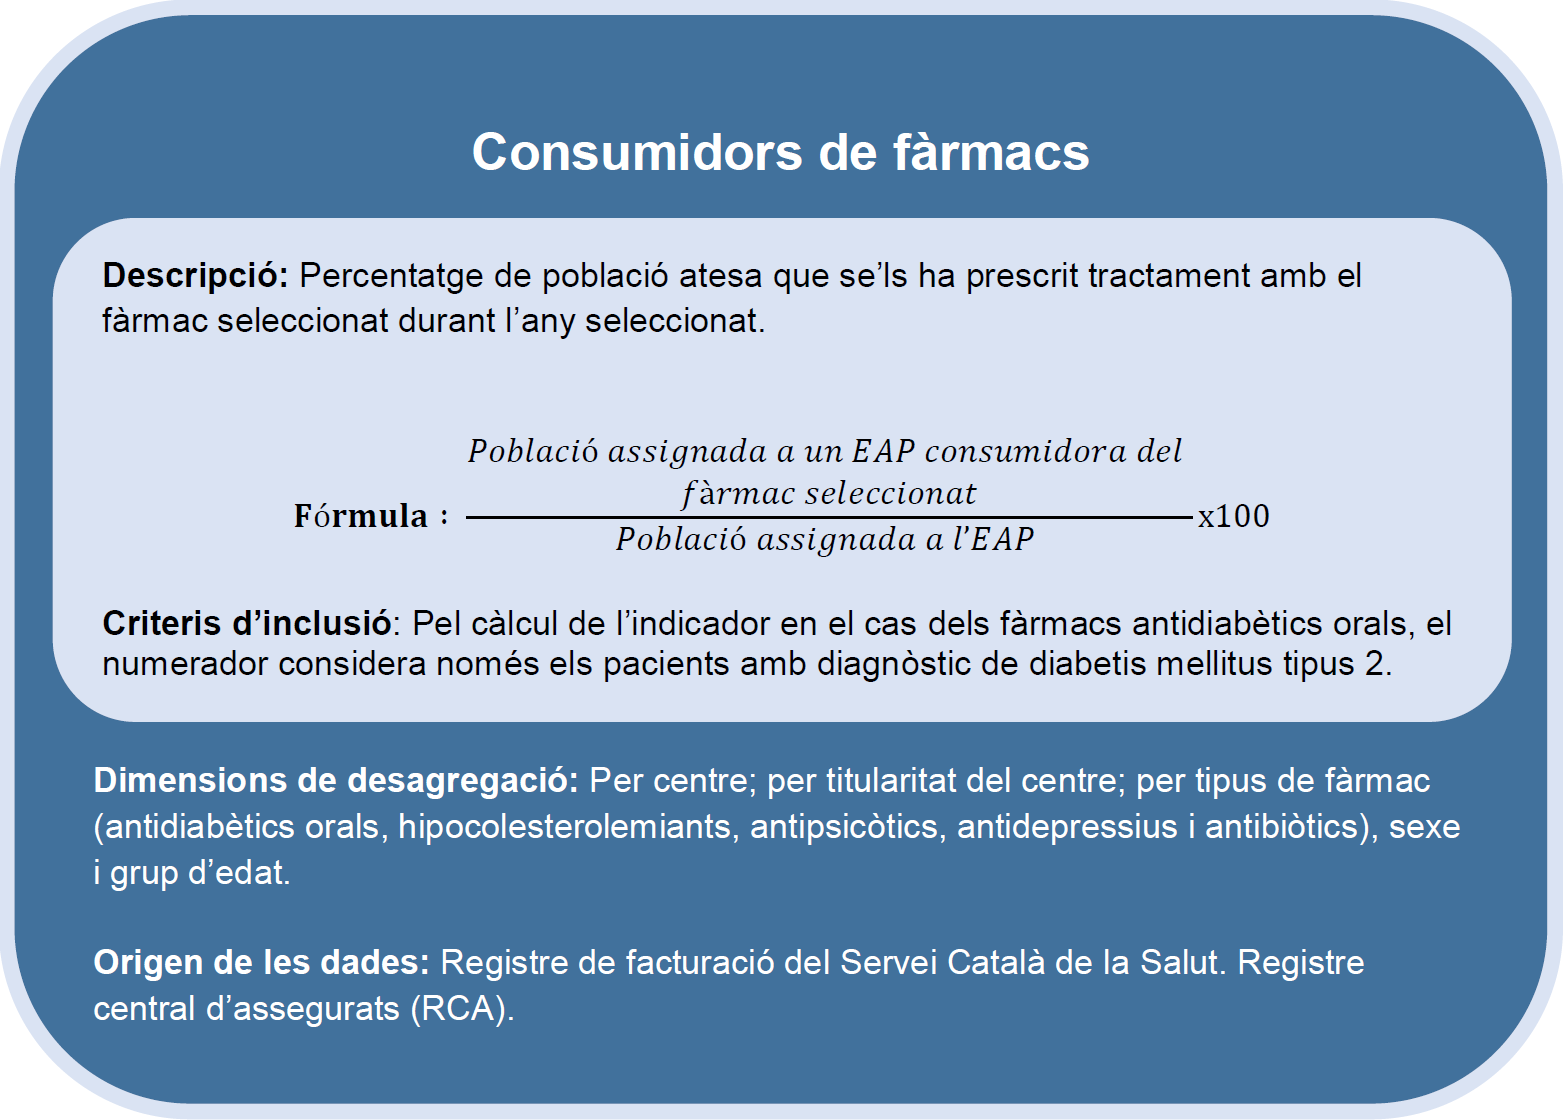 Consumidors de fàrmacs
Descripció: Percentatge de població atesa que se’ls ha prescrit tractament amb el
fàrmac seleccionat durant l’any seleccionat.
Població assignada a un EAP consumidora del
fàrmac seleccionat
Fórmula : x100
Població assignada a l’EAP
Criteris d’inclusió: Pel càlcul de l’indicador en el cas dels fàrmacs antidiabètics orals, el
numerador considera només els pacients amb diagnòstic de diabetis mellitus tipus 2.
Dimensions de desagregació: Per centre; per titularitat del centre; per tipus de fàrmac
(antidiabètics orals, hipocolesterolemiants, antipsicòtics, antidepressius i antibiòtics), sexe
i grup d’edat.
Origen de les dades: Registre de facturació del Servei Català de la Salut. Registre
central d’assegurats (RCA).